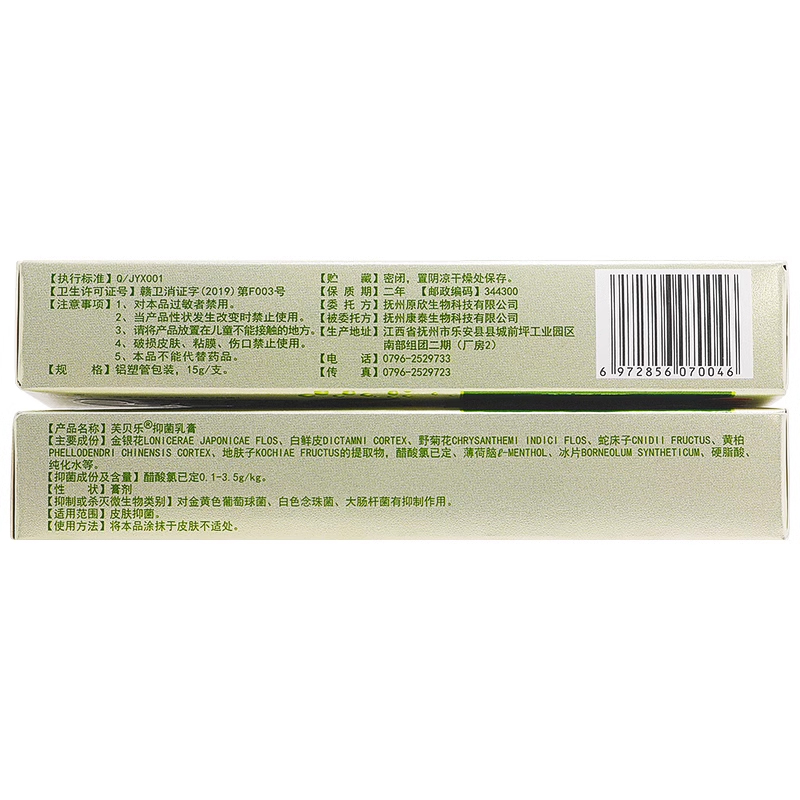 【执行标准】Q/JYX001
【卫生许可证号】赣卫消证字(2019)第F003号
【注意事项】1、对本品过敏者禁用。
2、当产品性状发生改变时禁止使用。
3、请将产品放置在儿童不能接触的地方。
4、破损皮肤、粘膜、伤口禁止使用。
5、本品不能代替药品。
【规 格】铝塑管包装，15g/支。
【贮 藏】密闭，置阴凉干燥处保存。
【保 质 期】二年 【邮政编码】344300
【委 托 方】抚州原欣生物科技有限公司
【被委托方】抚州康泰生物科技有限公司
【生产地址】江西省抚州市乐安县县城前坪工业园区
南部组团二期（厂房2）
【电 话】0796-2529733
【传 真】0796-2529723
6 972856 070046
【产品名称】芙贝乐®抑菌乳膏
【主要成份】金银花LONICERAE JAPONICAE FLOS、白鲜皮DICTAMNI CORTEX、野菊花CHRYSANTHEMI INDICI FLOS、蛇床子CNIDII FRUCTUS、黄柏
PHELLODENDRI CHINENSIS CORTEX、地肤子KOCHIAE FRUCTUS的提取物，醋酸氯已定、薄荷脑ℓ-MENTHOL、冰片BORNEOLUM SYNTHETICUM、硬脂酸、
纯化水等。
【抑菌成份及含量】醋酸氯已定0.1-3.5g/kg。
【性 状】膏剂
【抑制或杀灭微生物类别】对金黄色葡萄球菌、白色念珠菌、大肠杆菌有抑制作用。
【适用范围】皮肤抑菌。
【使用方法】将本品涂抹于皮肤不适处。